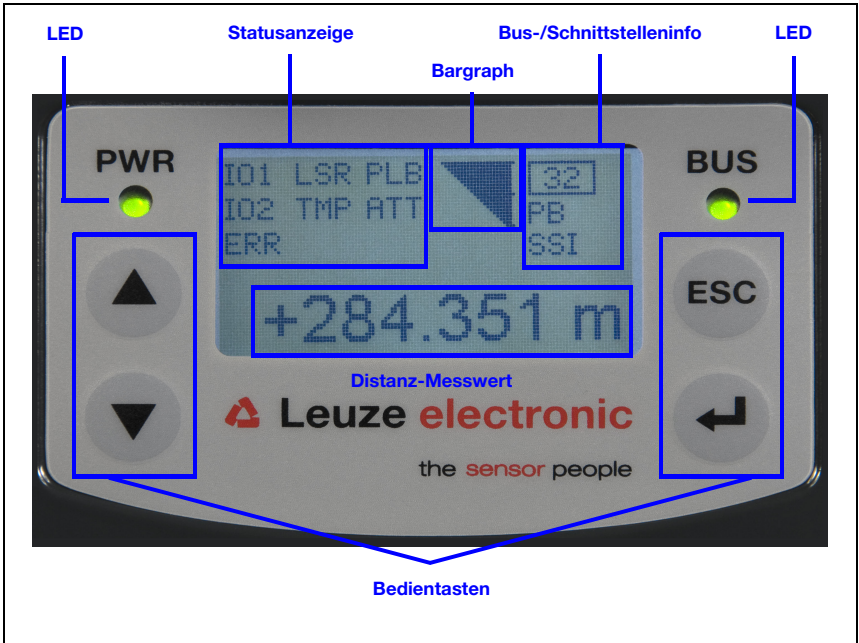 LED
Statusanzeige
Bus-/Schnittstelleninfo
LED
Bargraph
PWR
BUS
IO1 LSR PLB
IO2 TMP ATT
ERR
32
PB
SSI
ESC
+284.351 m
Distanz-Messwert
Leuze electronic
the sensor people
Bedientasten